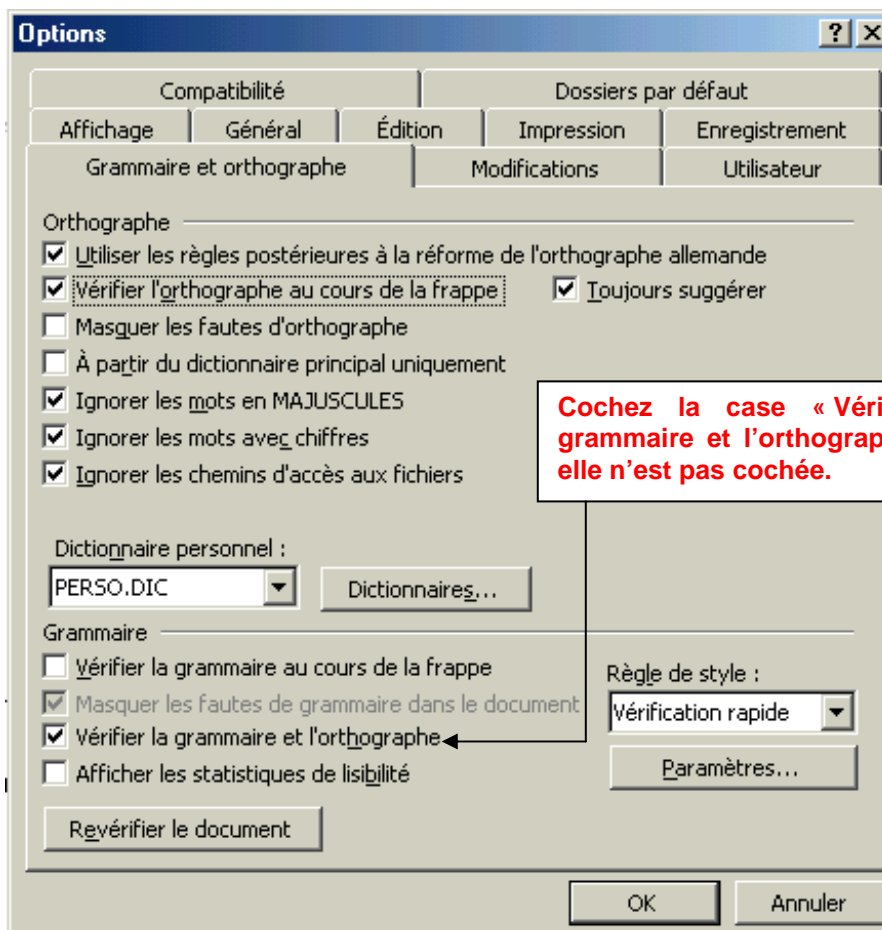 Options
Compatibilité Dossiers par défaut
Affichage Général Édition Impression Enregistrement
Grammaire et orthographe Modifications Utilisateur
Orthographe
Utiliser les règles postérieures à la réforme de l'orthographe allemande
Vérifier l'orthographe au cours de la frappe Toujours suggérer
Masquer les fautes d'orthographe
À partir du dictionnaire principal uniquement
Ignorer les mots en MAJUSCULES
Ignorer les mots avec chiffres
Ignorer les chemins d'accès aux fichiers
Cochez la case « Véri
grammaire et l’orthograp
elle n’est pas cochée.
Dictionnaire personnel :
PERSO.DIC Dictionnaires...
Grammaire
Vérifier la grammaire au cours de la frappe
Règle de style :
Masquer les fautes de grammaire dans le document
Vérification rapide
Vérifier la grammaire et l'orthographe
Afficher les statistiques de lisibilité
Paramètres...
Revérifier le document
OK Annuler